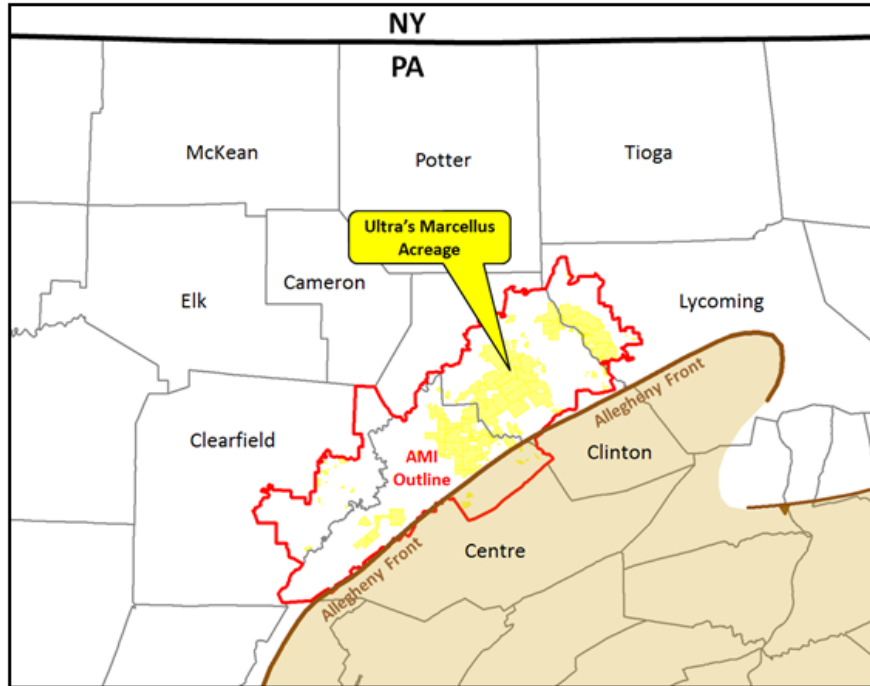 NY
PA
McKean
Potter
Tioga
Ultra's Marcellus
Acreage
Cameron
Elk
Lycoming
Allegheny Front
Clearfield
AMI
Outline
Clinton
Centre
Allegheny Front